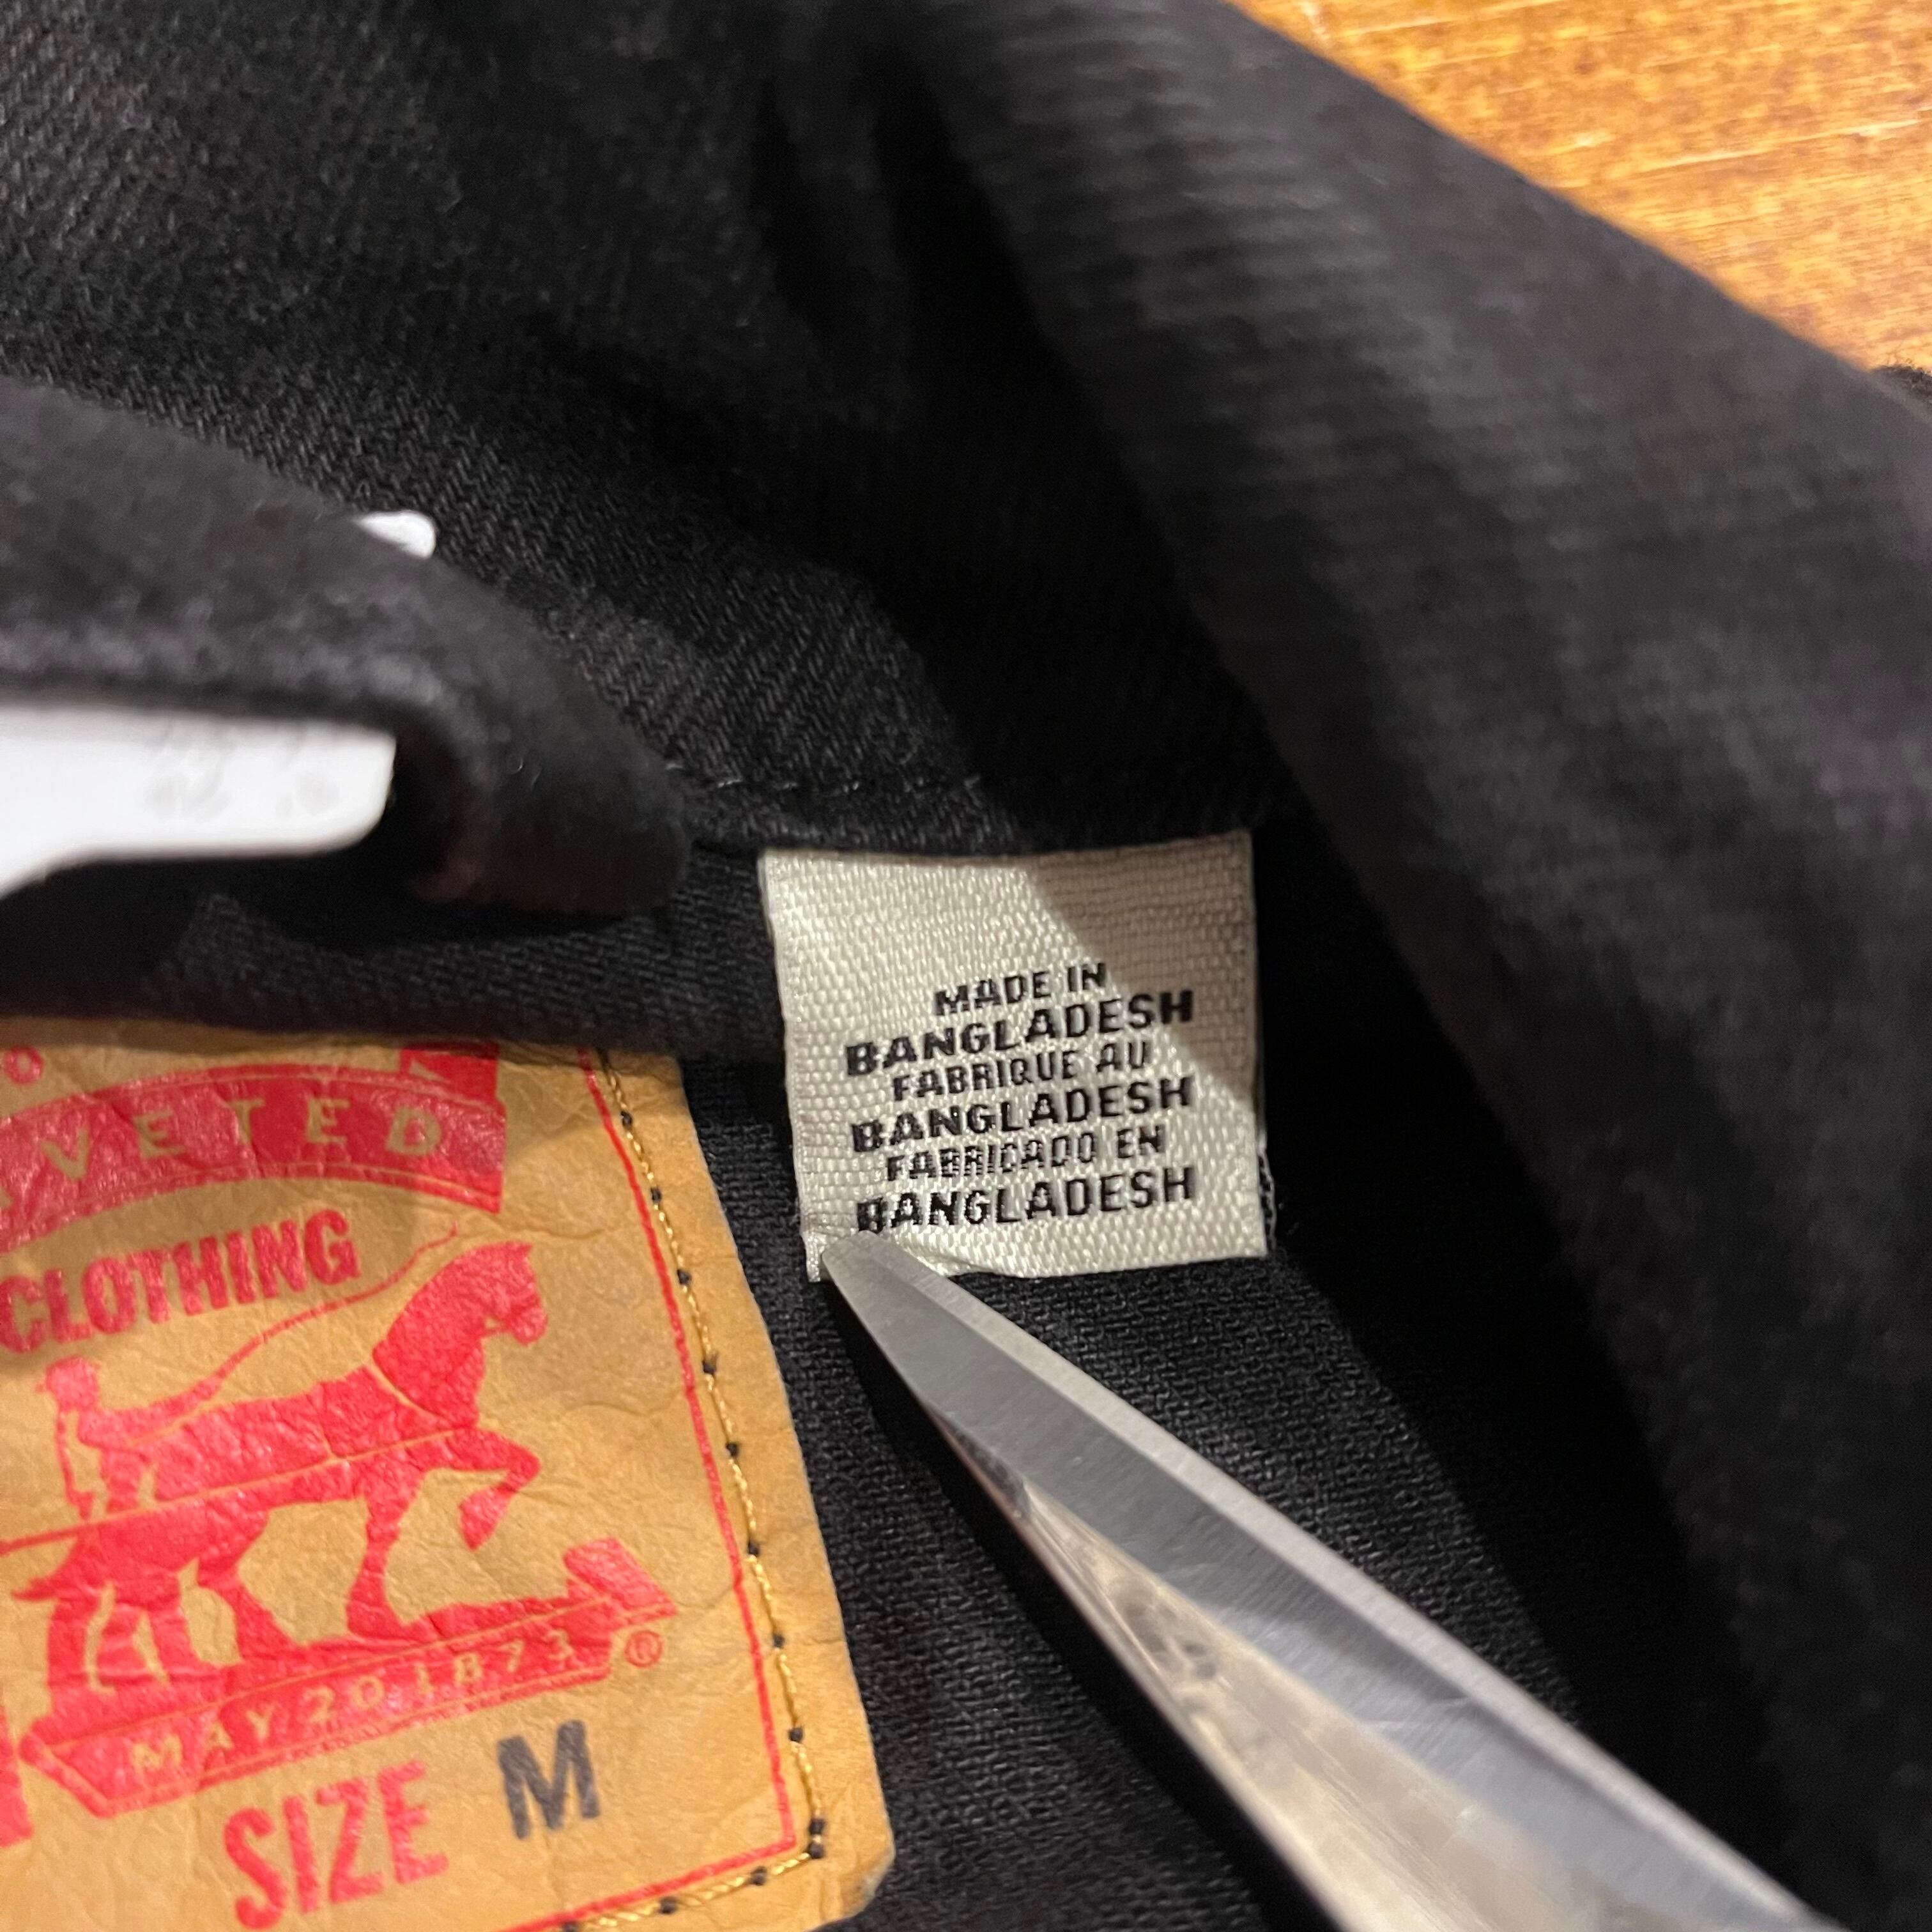 MADE IN
BANGLADESH
FABRIQUE AU
BANGLADESH
FABRICADO EN
BANGLADESH
VETED
CLOTHING
MAY 20 1873 ®
SIZE M